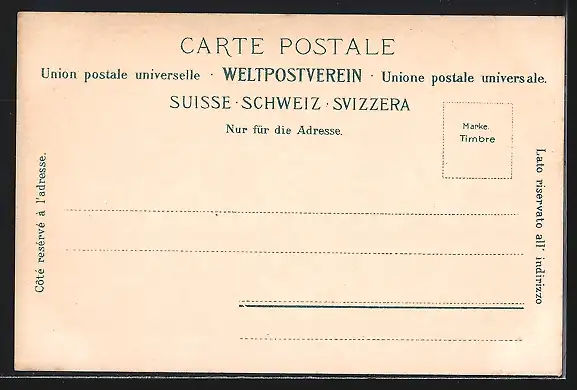 CARTE POSTALE
Union postale universelle · WELTPOSTVEREIN · Unione postale universale.
SUISSE · SCHWEIZ · SVIZZERA
Nur für die Adresse.
Marke.
Timbre
Côté reservé à l'adresse.
Lato riservato all' indirizzo